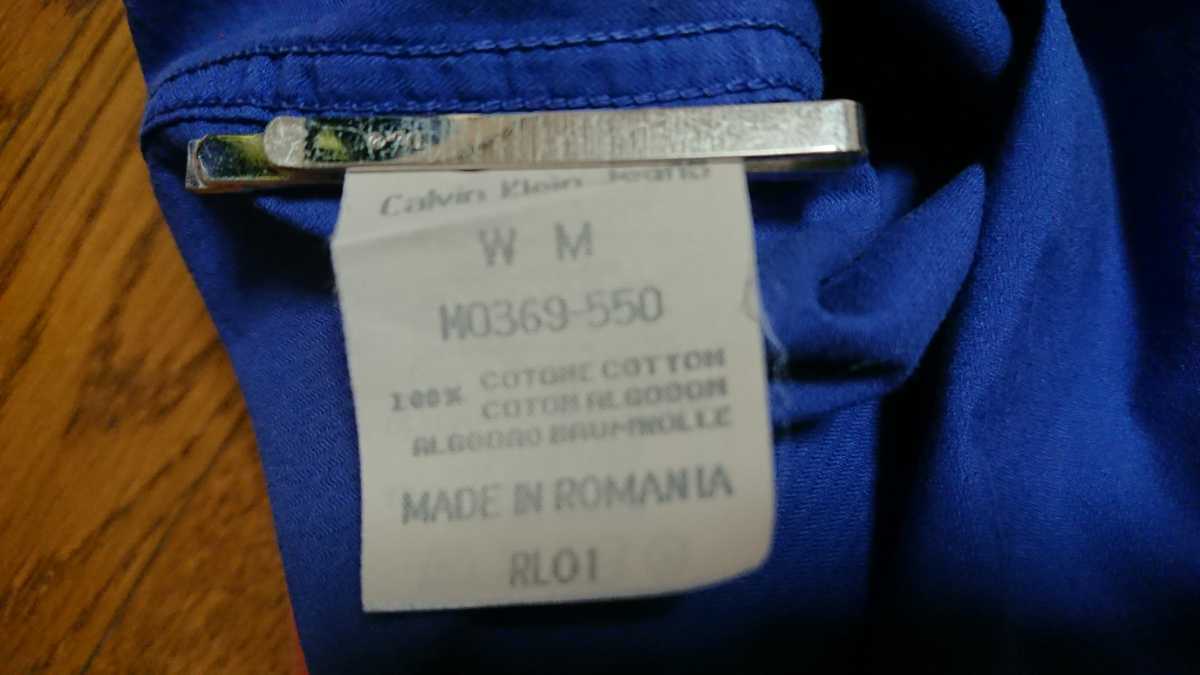 Calvin Klein Jeans
W M
M0369-550
100% COTONE COTTON
COTON ALGODON
ALGODAO BAUMWOLLE
MADE IN ROMANIA
RL01